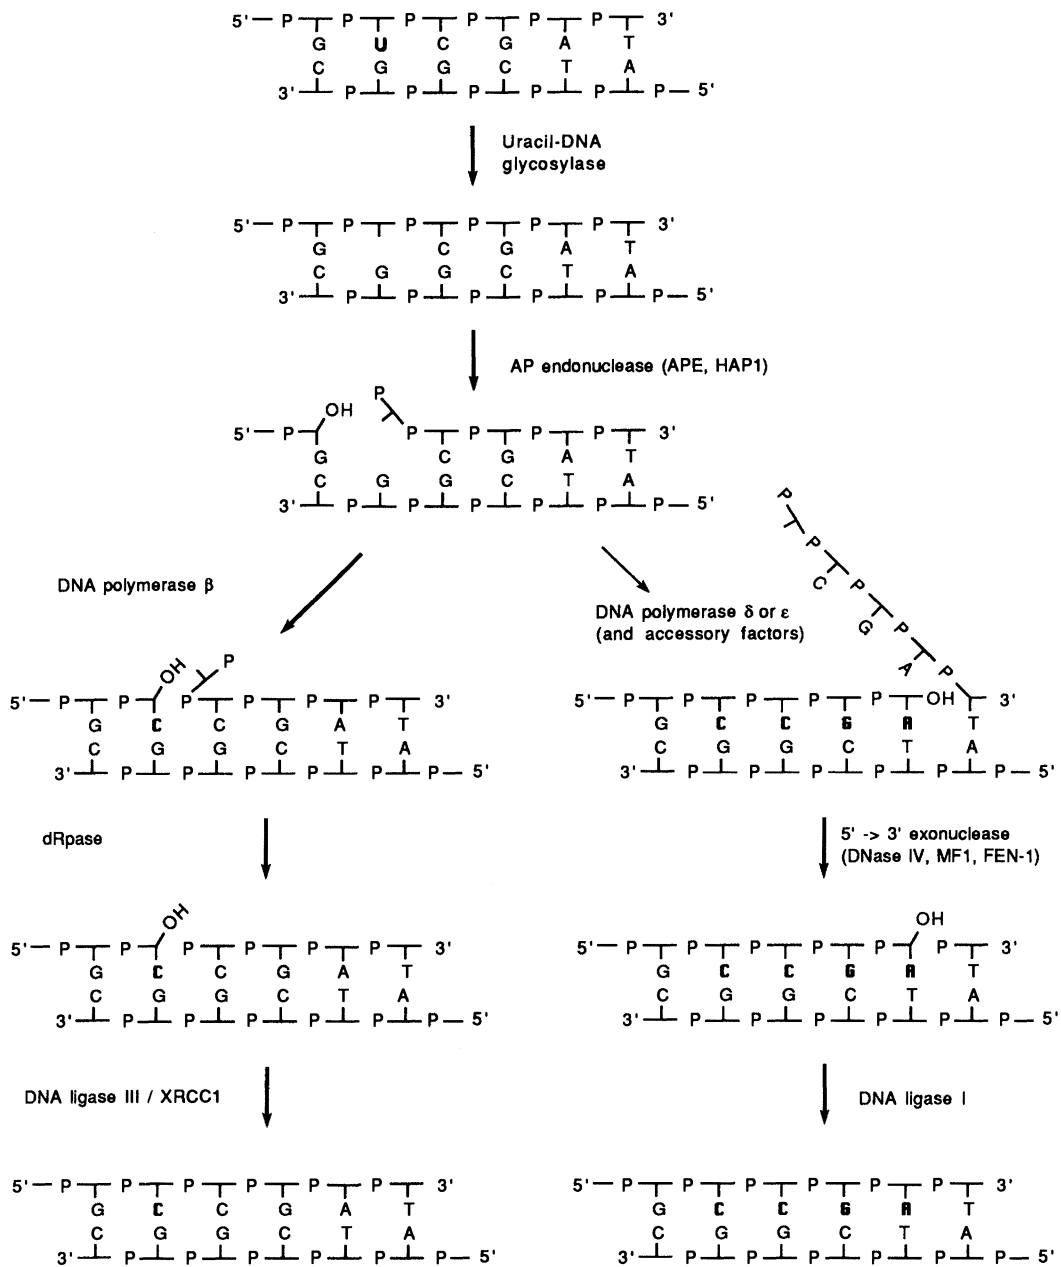 5' P P P P P P 3'
G U C G A T
C G G C T A
3' P P P P P P 5'
Uracil-DNA
glycosylase
5' P P P P P P 3'
G C G A T
C G G C T A
3' P P P P P P 5'
AP endonuclease (APE, HAP1)
P
OH
5' P P P P P 3'
G C G A T
C G G C T A
3' P P P P P P 5'
DNA polymerase β
OH P
5' P P P P P P 3'
G C C G A T
C G G C T A
3' P P P P P P 5'
dRpase
OH
5' P P P P P P 3'
G C C G A T
C G G C T A
3' P P P P P P 5'
DNA ligase III / XRCC1
5' P P P P P P 3'
G C C G A T
C G G C T A
3' P P P P P P 5'
DNA polymerase δ or ε
(and accessory factors)
P
P
C P
G P
A P
5' P P P P P OH 3'
G C C G A T
C G G C T A
3' P P P P P P 5'
5' -> 3' exonuclease
(DNase IV, MF1, FEN-1)
OH
5' P P P P P P 3'
G C C G A T
C G G C T A
3' P P P P P P 5'
DNA ligase I
5' P P P P P P 3'
G C C G A T
C G G C T A
3' P P P P P P 5'